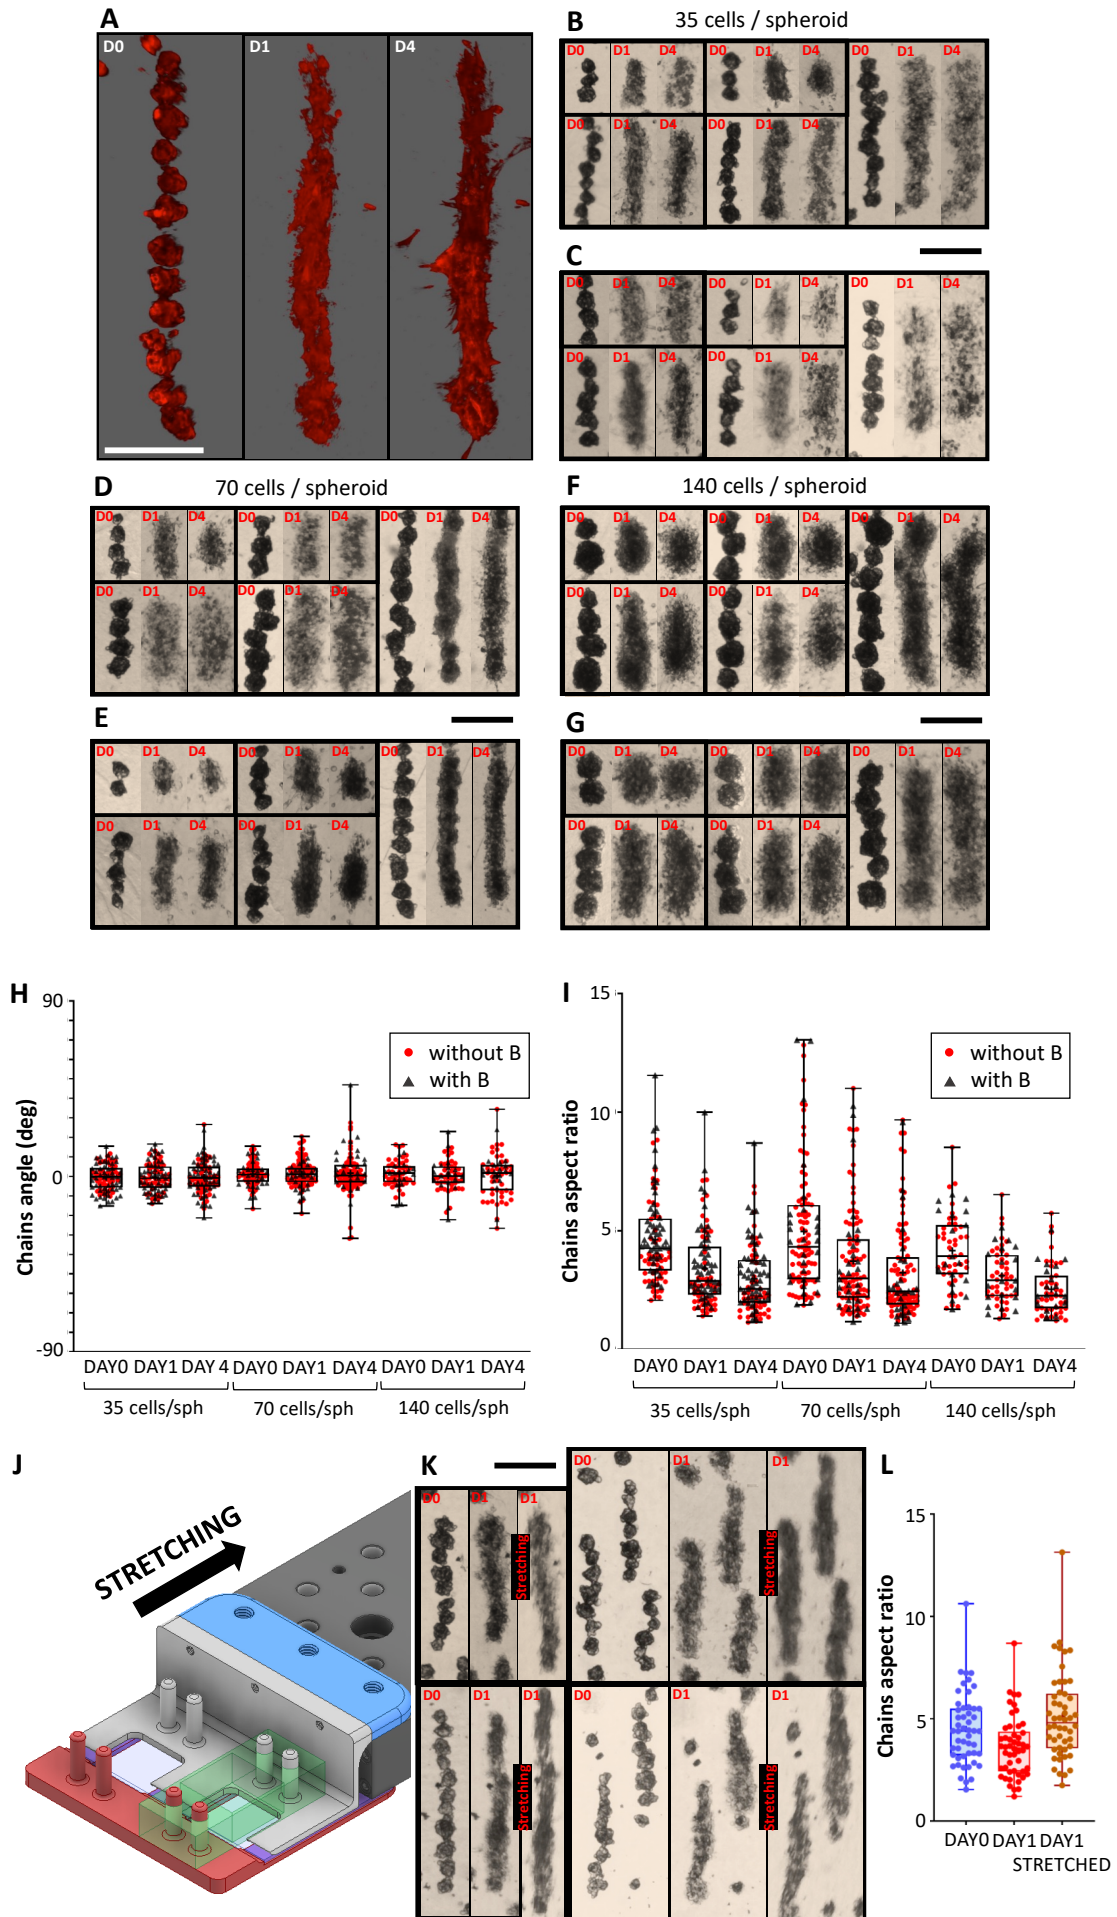 A
D0 D1 D4
B 35 cells / spheroid
D0 D1 D4 D0 D1 D4 D0 D1 D4
D0 D1 D4 D0 D1 D4
C
D0 D1 D4 D0 D1 D4 D0 D1 D4
D0 D1 D4 D0 D1 D4
D 70 cells / spheroid
D0 D1 D4 D0 D1 D4 D0 D1 D4
D0 D1 D4 D0 D1 D4
E
D0 D1 D4 D0 D1 D4 D0 D1 D4
D0 D1 D4 D0 D1 D4
F 140 cells / spheroid
D0 D1 D4 D0 D1 D4 D0 D1 D4
D0 D1 D4 D0 D1 D4
G
D0 D1 D4 D0 D1 D4 D0 D1 D4
D0 D1 D4 D0 D1 D4
H
90
0
-90
Chains angle (deg)
without B
with B
DAY0 DAY1 DAY 4 DAY0 DAY1 DAY4 DAY0 DAY1 DAY4
35 cells/sph 70 cells/sph 140 cells/sph
I
15
10
5
0
Chains aspect ratio
without B
with B
DAY0 DAY1 DAY4 DAY0 DAY1 DAY4 DAY0 DAY1 DAY4
35 cells/sph 70 cells/sph 140 cells/sph
J
STRETCHING
K
D0 D1 D1
Stretching
D0 D1 D1
Stretching
D0 D1 D1
Stretching
D0 D1 D1
Stretching
L
15
10
5
0
Chains aspect ratio
DAY0 DAY1 DAY1
STRETCHED